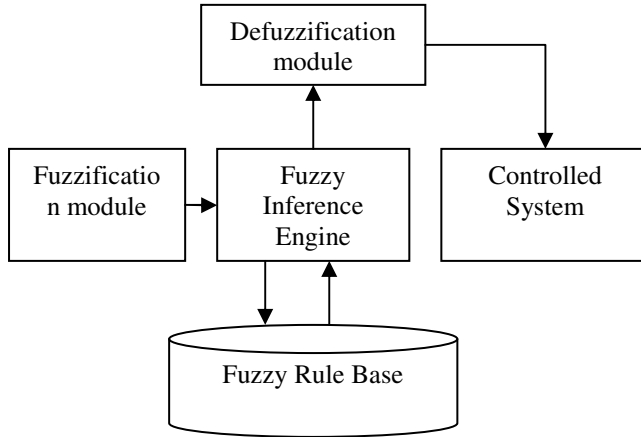 Defuzzification
module
Fuzzificatio
n module
Fuzzy
Inference
Engine
Controlled
System
Fuzzy Rule Base